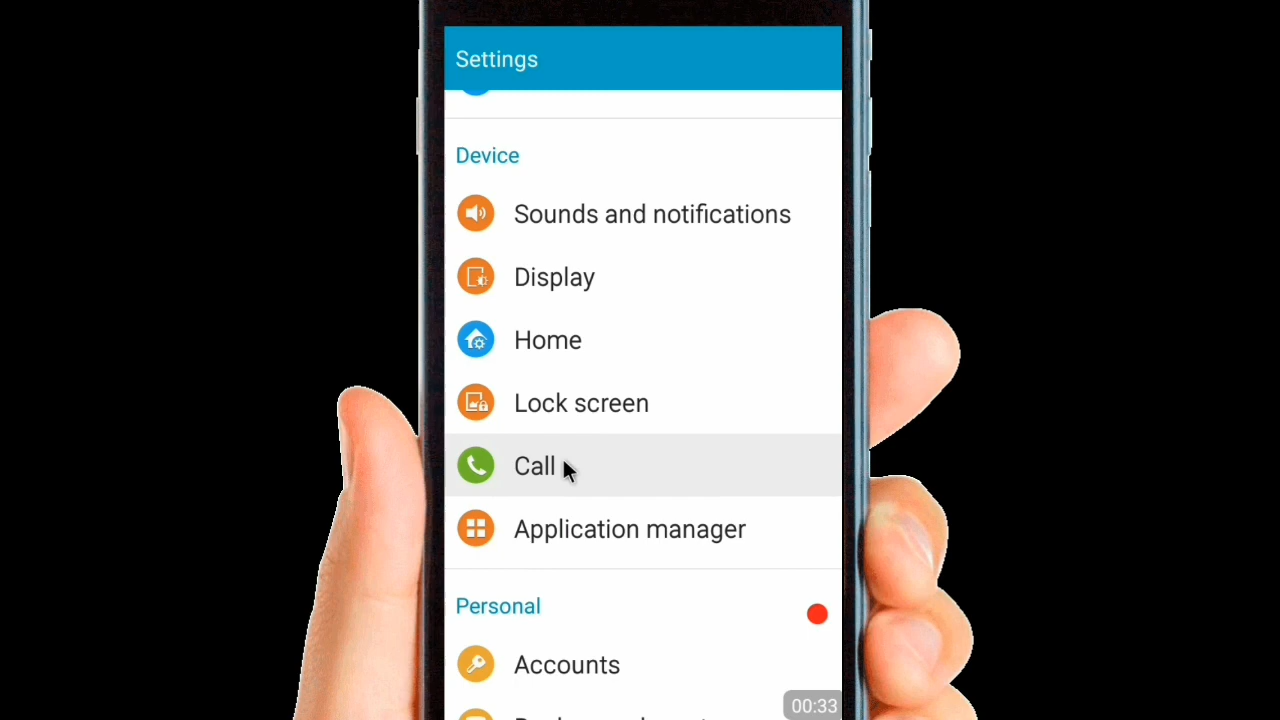 Settings
Device
Sounds and notifications
Display
Home
Lock screen
Call
Application manager
Personal
Accounts
00:33